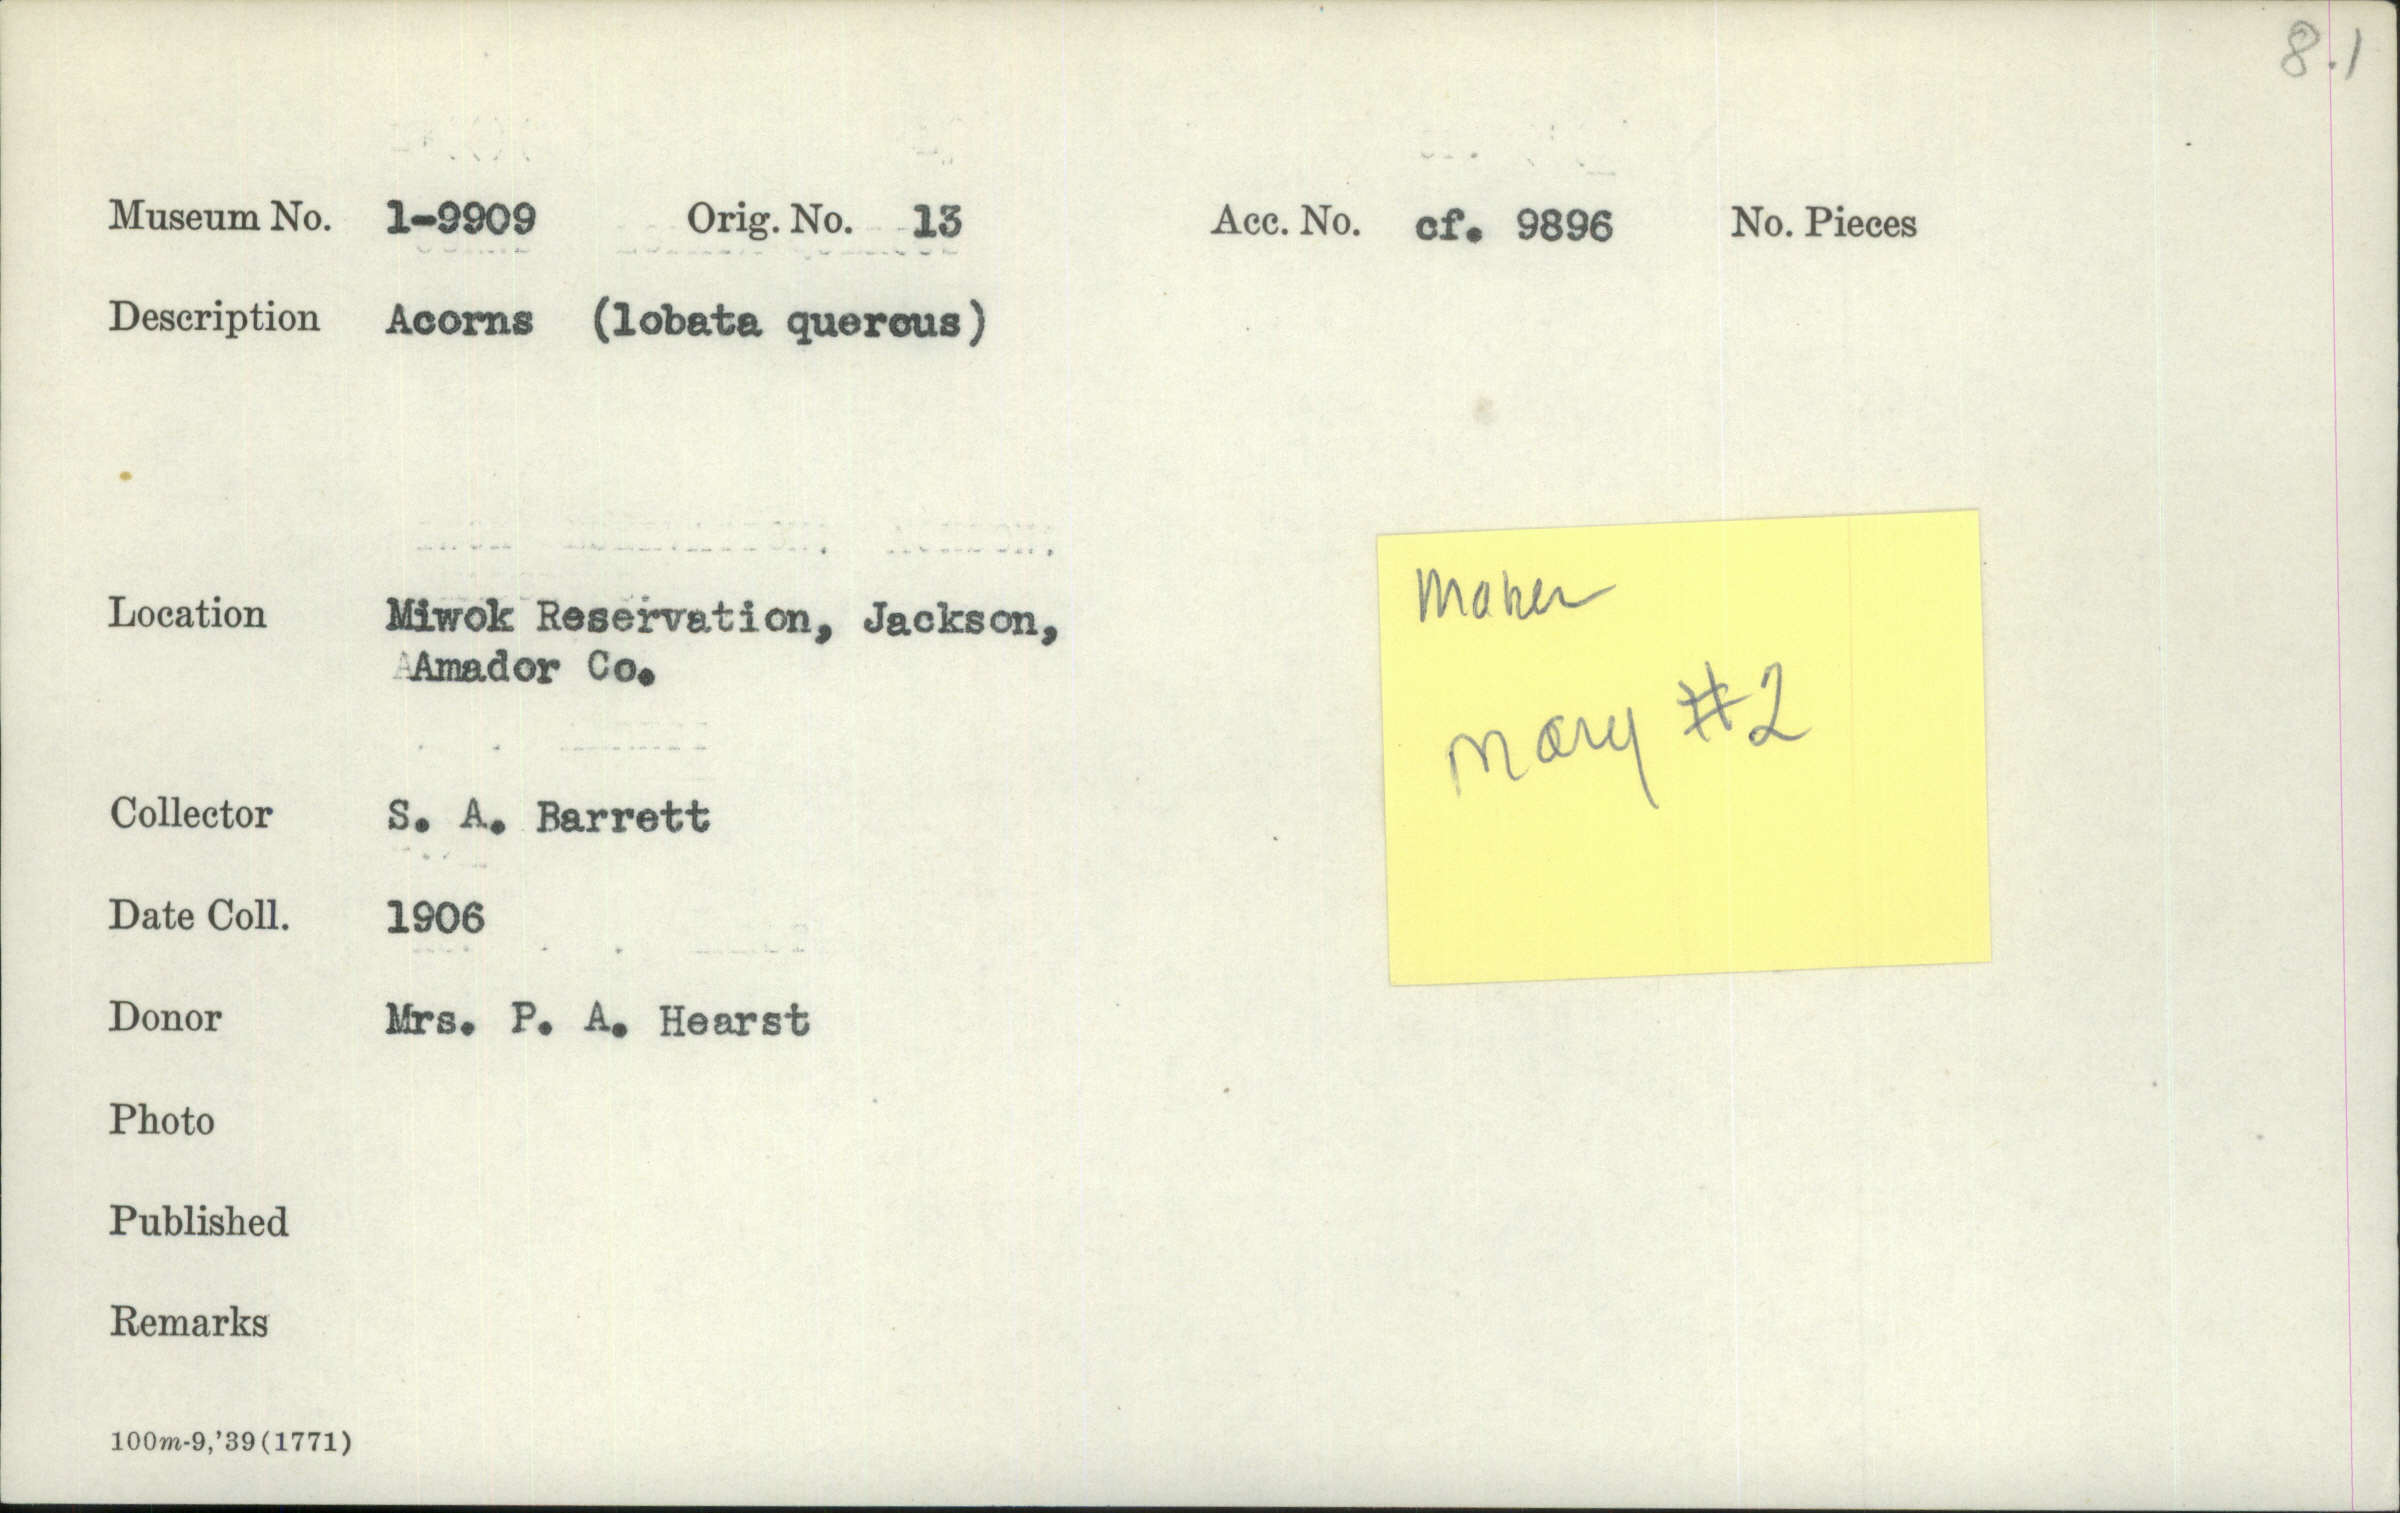 8.1
Museum No. 1-9909 Orig. No. 13 Acc. No. cf. 9896 No. Pieces
Description Acorns (lobata quercus)
Location Miwok Reservation, Jackson,
AAmador Co.
Maker
Mary #2
Collector S. A. Barrett
Date Coll. 1906
Donor Mrs. P. A. Hearst
Photo
Published
Remarks
100m-9,'39(1771)